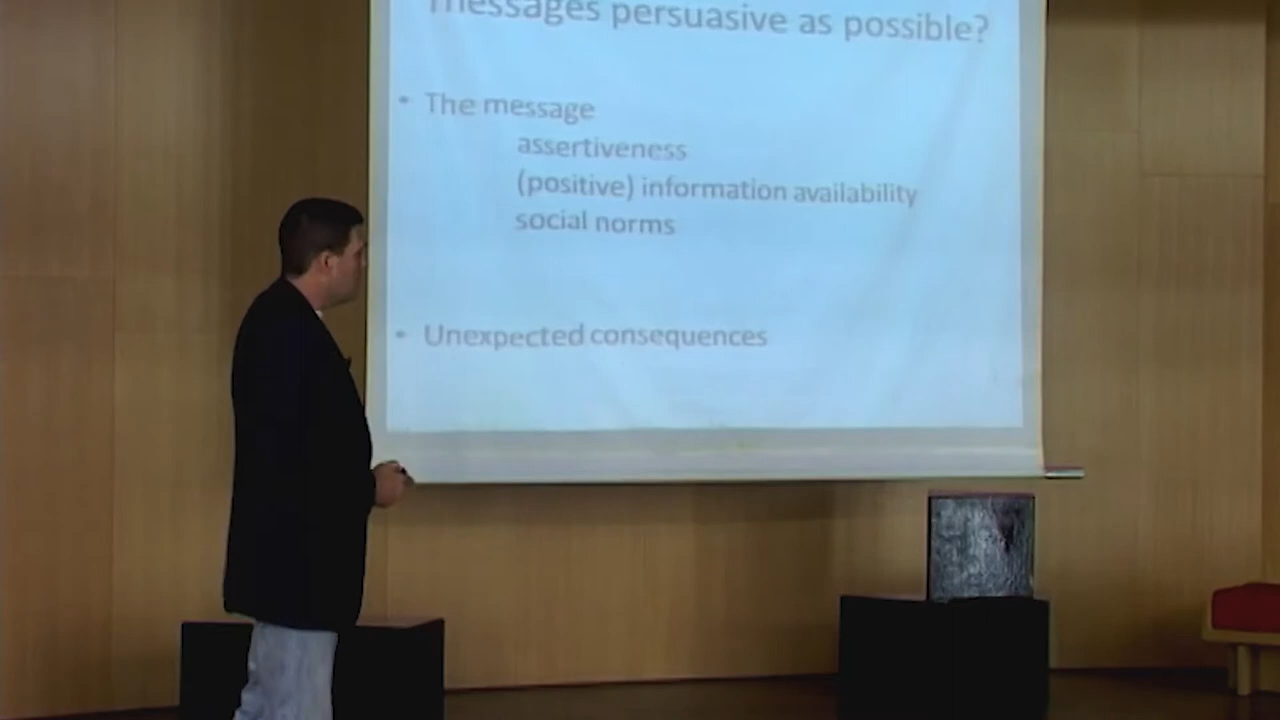 messages persuasive as possible?
• The message
assertiveness
(positive) information availability
social norms
• Unexpected consequences